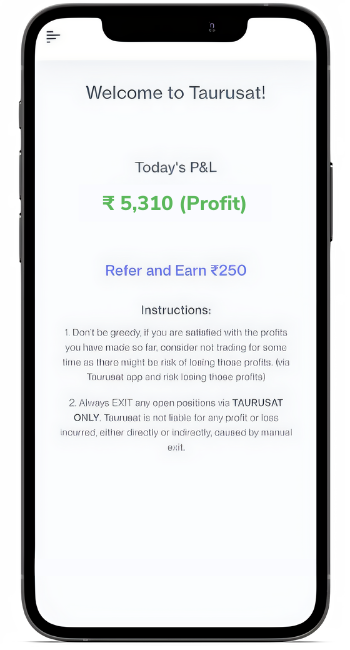 Welcome to Taurusat!
Today's P&L
₹ 5,310 (Profit)
Refer and Earn ₹250
Instructions:
1. Don't be greedy, if you are satisfied with the profits
you have made so far, consider not trading for some
time as there might be risk of losing those profits. (via
Taurusat app and risk losing those profits)
2. Always EXIT any open positions via TAURUSAT
ONLY. Taurusat is not liable for any profit or loss
incurred, either directly or indirectly, caused by manual
exit.